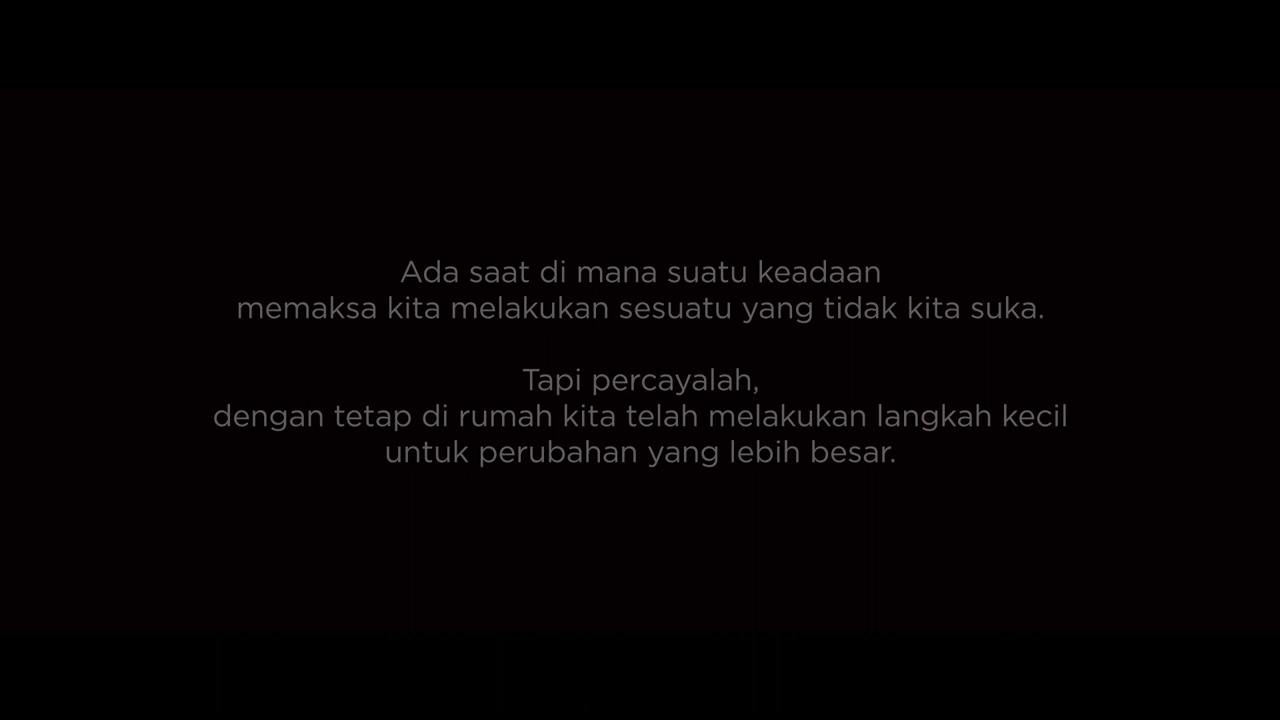 Ada saat di mana suatu keadaan
memaksa kita melakukan sesuatu yang tidak kita suka.
Tapi percayalah,
dengan tetap di rumah kita telah melakukan langkah kecil
untuk perubahan yang lebih besar.